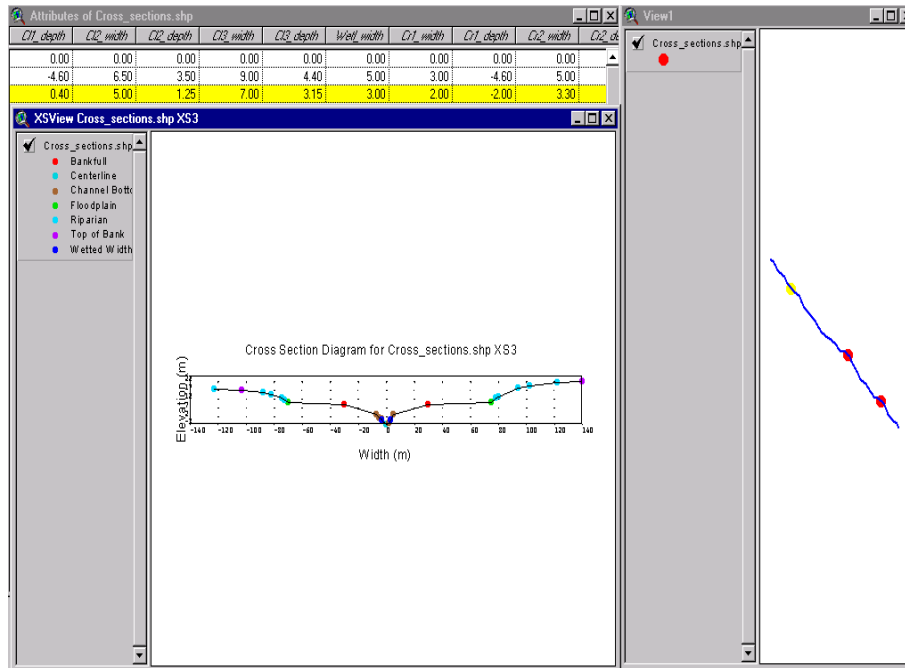 Attributes of Cross_sections.shp
Cl1_depth Cl2_width Cl2_depth Cl3_width Cl3_depth Wetl_width Cr1_width Cr1_depth Cr2_width Cr2_de
0.00 0.00 0.00 0.00 0.00 0.00 0.00 0.00 0.00
-4.60 6.50 3.50 9.00 4.40 5.00 3.00 -4.60 5.00
0.40 5.00 1.25 7.00 3.15 3.00 2.00 -2.00 3.30
XSView Cross_sections.shp XS3
Cross_sections.shp
Bankfull
Centerline
Channel Botto
Floodplain
Riparian
Top of Bank
Wetted Width
Cross Section Diagram for Cross_sections.shp XS3
Elevation (m)
-140 -120 -100 -80 -60 -40 -20 0 20 40 60 80 100 120 140
Width (m)
View1
Cross_sections.shp